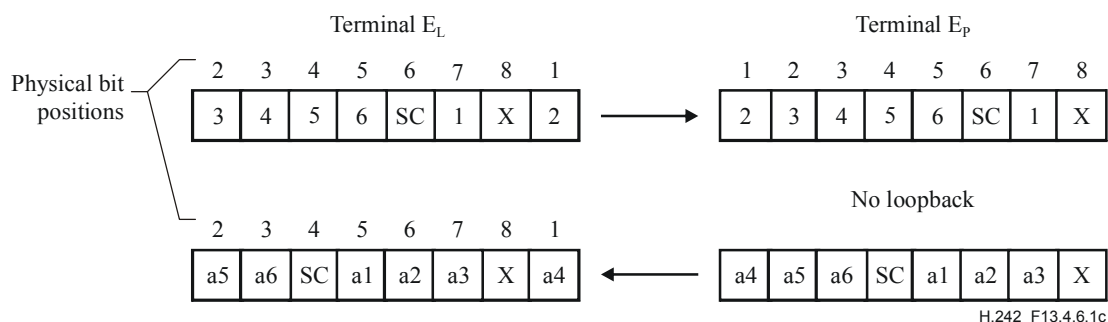 Terminal E_L Terminal E_P
2 3 4 5 6 7 8 1 1 2 3 4 5 6 7 8
Physical bit
positions
3 4 5 6 SC 1 X 2 2 3 4 5 6 SC 1 X
No loopback
2 3 4 5 6 7 8 1
a5 a6 SC a1 a2 a3 X a4 a4 a5 a6 SC a1 a2 a3 X
H.242_F13.4.6.1c